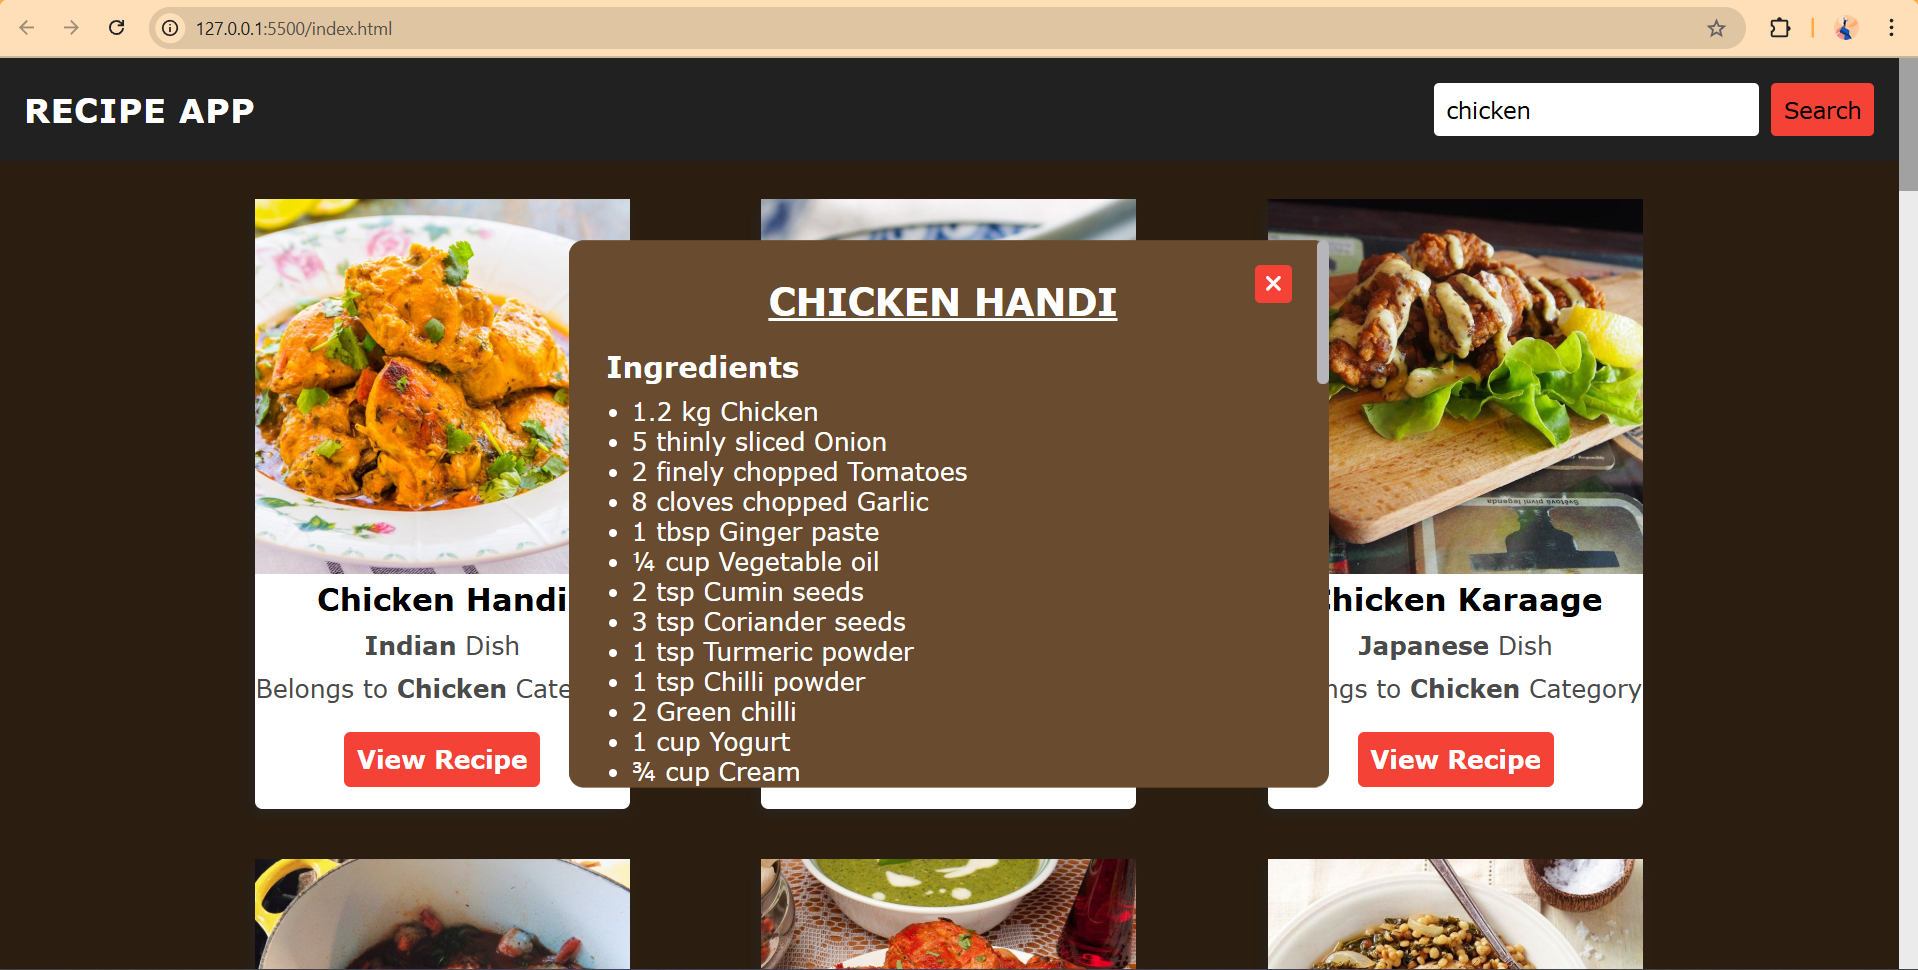 127.0.0.1:5500/index.html
RECIPE APP
chicken
Search
CHICKEN HANDI
Ingredients
• 1.2 kg Chicken
• 5 thinly sliced Onion
• 2 finely chopped Tomatoes
• 8 cloves chopped Garlic
• 1 tbsp Ginger paste
• ¼ cup Vegetable oil
• 2 tsp Cumin seeds
• 3 tsp Coriander seeds
• 1 tsp Turmeric powder
• 1 tsp Chilli powder
• 2 Green chilli
• 1 cup Yogurt
• ¾ cup Cream
Chicken Handi
Indian Dish
Belongs to Chicken Cate
View Recipe
Světová pivní legenda
hicken Karaage
Japanese Dish
ngs to Chicken Category
View Recipe